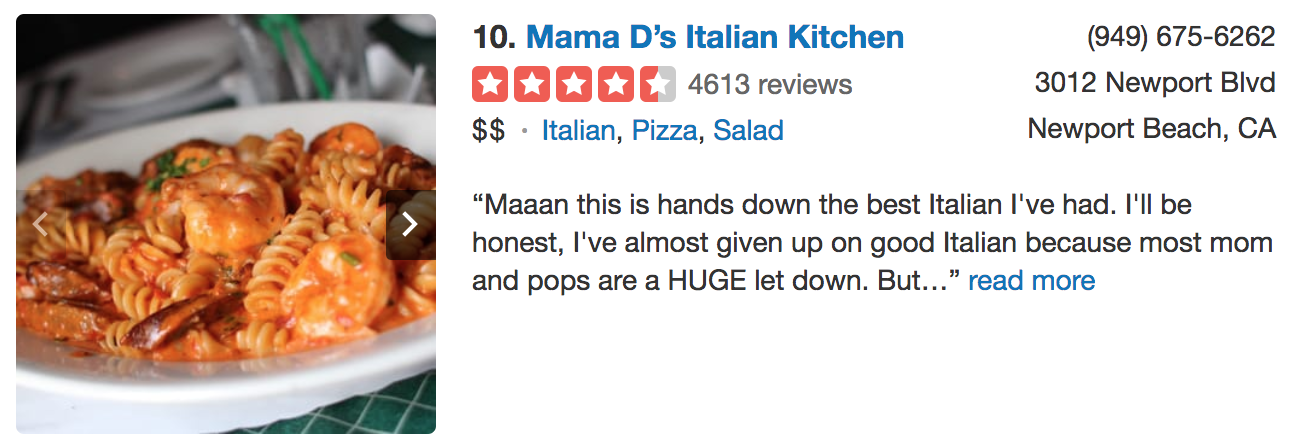 10. Mama D’s Italian Kitchen
4613 reviews
$$ · Italian, Pizza, Salad
(949) 675-6262
3012 Newport Blvd
Newport Beach, CA
“Maaan this is hands down the best Italian I've had. I'll be
honest, I've almost given up on good Italian because most mom
and pops are a HUGE let down. But…” read more